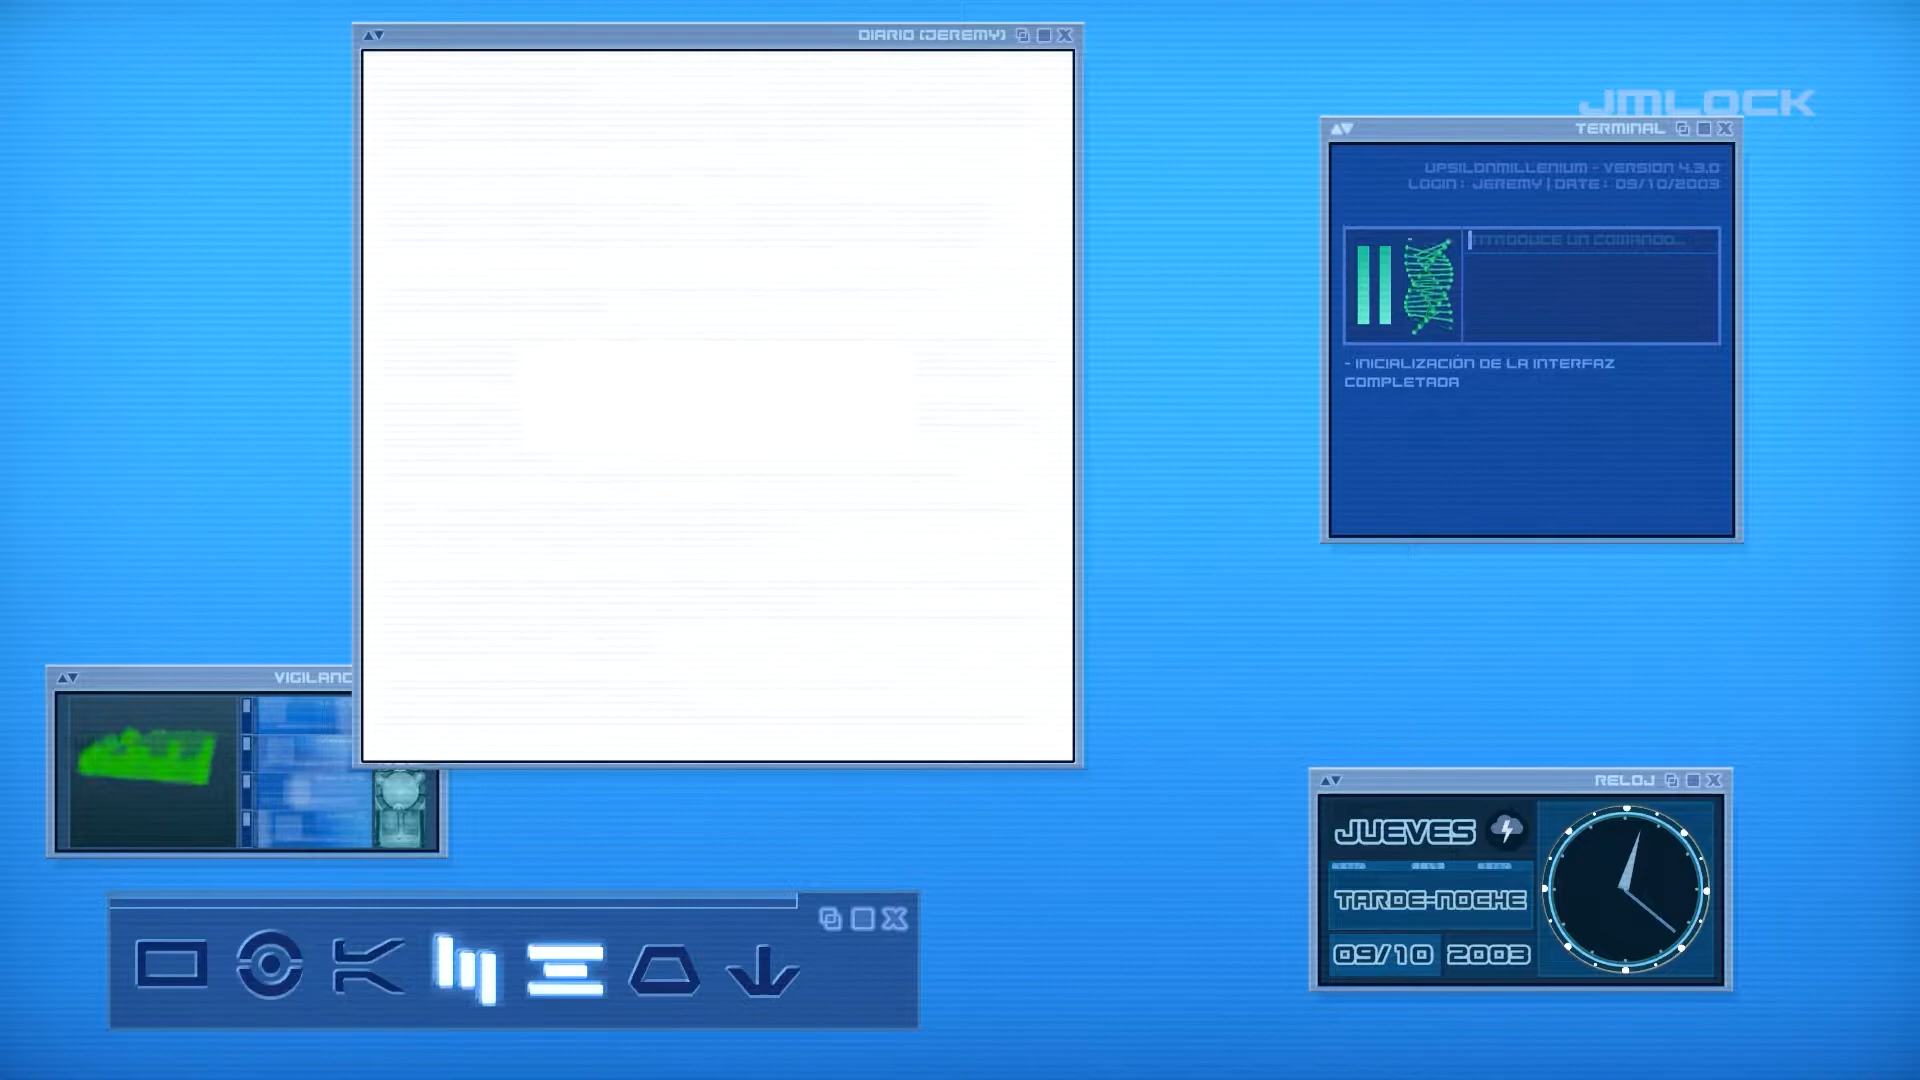 DIARIO (JEREMY)
JMLOCK
TERMINAL
UPSILONMILLENIUM - VERSION 4.3.0
LOGIN : JEREMY | DATE : 09/10/2003
INTRODUCE UN COMANDO...
- INICIALIZACIÓN DE LA INTERFAZ
COMPLETADA
VIGILANC
RELOJ
JUEVES
TARDE-NOCHE
09/10 2003